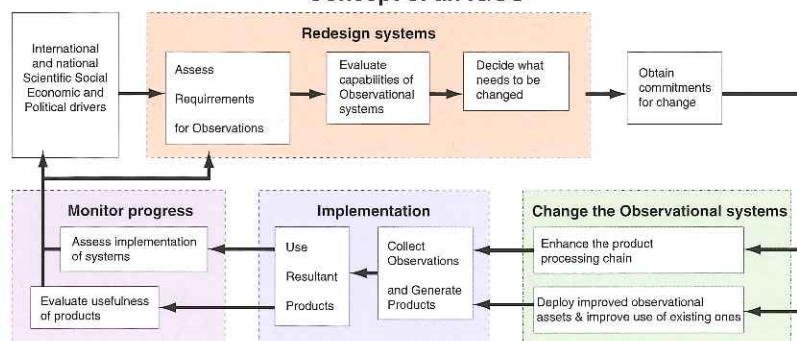 Redesign systems
International
and national
Scientific Social
Economic and
Political drivers
Assess
Requirrements
for Observations
Evaluate
capabilities of
Observational
systems
Decide what
needs to be
changed
Obtain
commitments
for change
Monitor progress
Assess implementation
of systems
Evaluate usefulness
of products
Implementation
Use
Resultant
Products
Collect
Observations
and Generate
Products
Change the Observational systems
Enhance the product
processing chain
Deploy improved observational
assets & improve use of existing ones